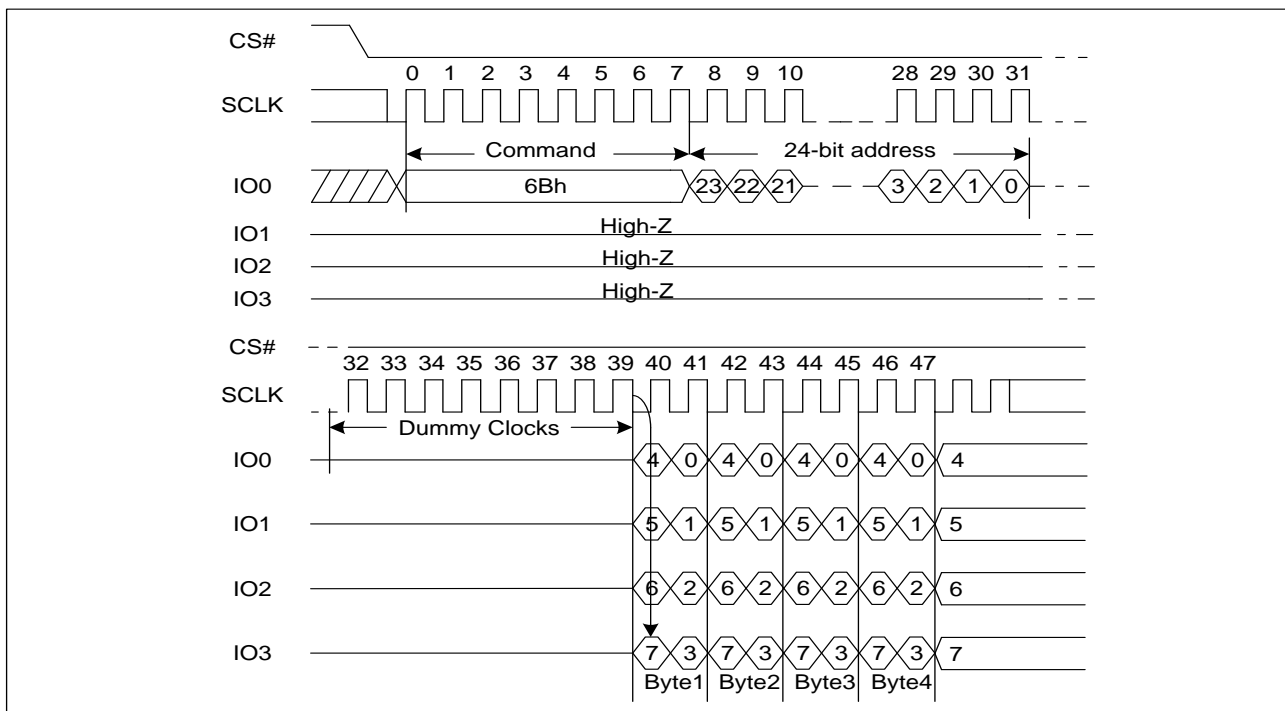 CS#
0 1 2 3 4 5 6 7 8 9 10 28 29 30 31
SCLK
Command 24-bit address
IO0 6Bh 23 22 21 3 2 1 0
High-Z
IO1
High-Z
IO2
High-Z
IO3
CS#
32 33 34 35 36 37 38 39 40 41 42 43 44 45 46 47
SCLK
Dummy Clocks
IO0 4 0 4 0 4 0 4 0 4
IO1 5 1 5 1 5 1 5 1 5
IO2 6 2 6 2 6 2 6 2 6
IO3 7 3 7 3 7 3 7 3 7
Byte1 Byte2 Byte3 Byte4